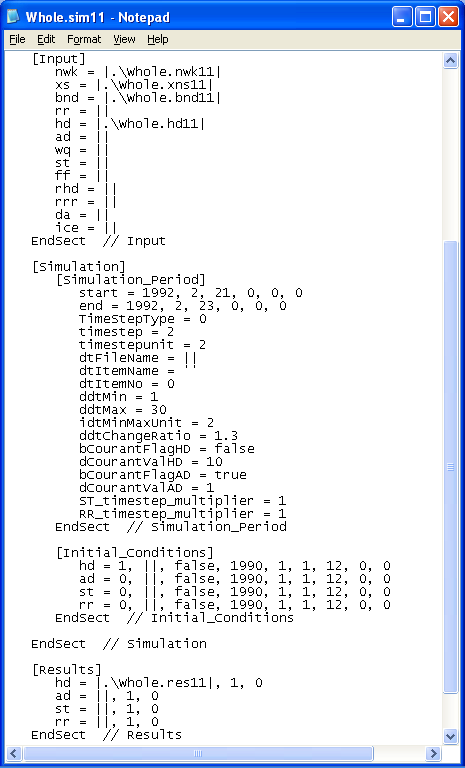 Whole.sim11 - Notepad
File Edit Format View Help
[Input]
nwk = |.\whole.nwk11|
xs = |.\whole.xns11|
bnd = |.\whole.bnd11|
rr = ||
hd = |.\whole.hd11|
ad = ||
wq = ||
st = ||
ff = ||
rhd = ||
rrr = ||
da = ||
ice = ||
EndSect  // Input
[Simulation]
[Simulation_Period]
start = 1992, 2, 21, 0, 0, 0
end = 1992, 2, 23, 0, 0, 0
TimeStepType = 0
timestep = 2
timestepunit = 2
dtFileName = ||
dtItemName = ''
dtItemNo = 0
ddtMin = 1
ddtMax = 30
idtMinMaxUnit = 2
ddtChangeRatio = 1.3
bCourantFlagHD = false
dCourantValHD = 10
bCourantFlagAD = true
dCourantValAD = 1
ST_timestep_multiplier = 1
RR_timestep_multiplier = 1
EndSect  // Simulation_Period
[Initial_Conditions]
hd = 1, ||, false, 1990, 1, 1, 12, 0, 0
ad = 0, ||, false, 1990, 1, 1, 12, 0, 0
st = 0, ||, false, 1990, 1, 1, 12, 0, 0
rr = 0, ||, false, 1990, 1, 1, 12, 0, 0
EndSect  // Initial_Conditions
EndSect  // Simulation
[Results]
hd = |.\whole.res11|, 1, 0
ad = ||, 1, 0
st = ||, 1, 0
rr = ||, 1, 0
EndSect  // Results